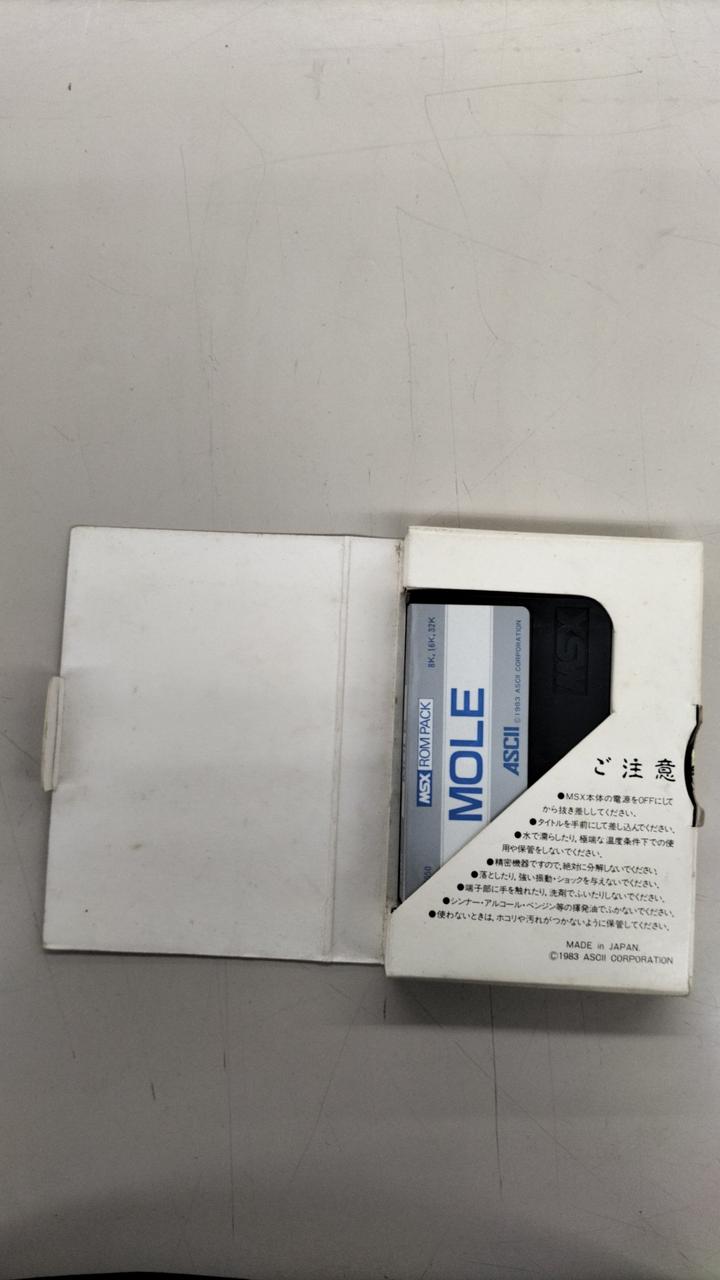 8K, 16K, 32K
MSX ROM PACK
MOLE
ASCII © 1983 ASCII CORPORATION
MSX
ご注意
●MSX本体の電源をOFFにして
から抜き差ししてください。
●タイトルを手前にして差し込んでください。
●水で濡らしたり、極端な温度条件下での使
用や保管をしないでください。
●精密機器ですので、絶対に分解しないでください。
●落としたり、強い振動・ショックを与えないでください。
●端子部に手を触れたり、洗剤でふいたりしないでください。
●シンナー・アルコール・ベンジン等の揮発油でふかないでください。
●使わないときは、ホコリや汚れがつかないように保管してください。
MADE in JAPAN.
©1983 ASCII CORPORATION